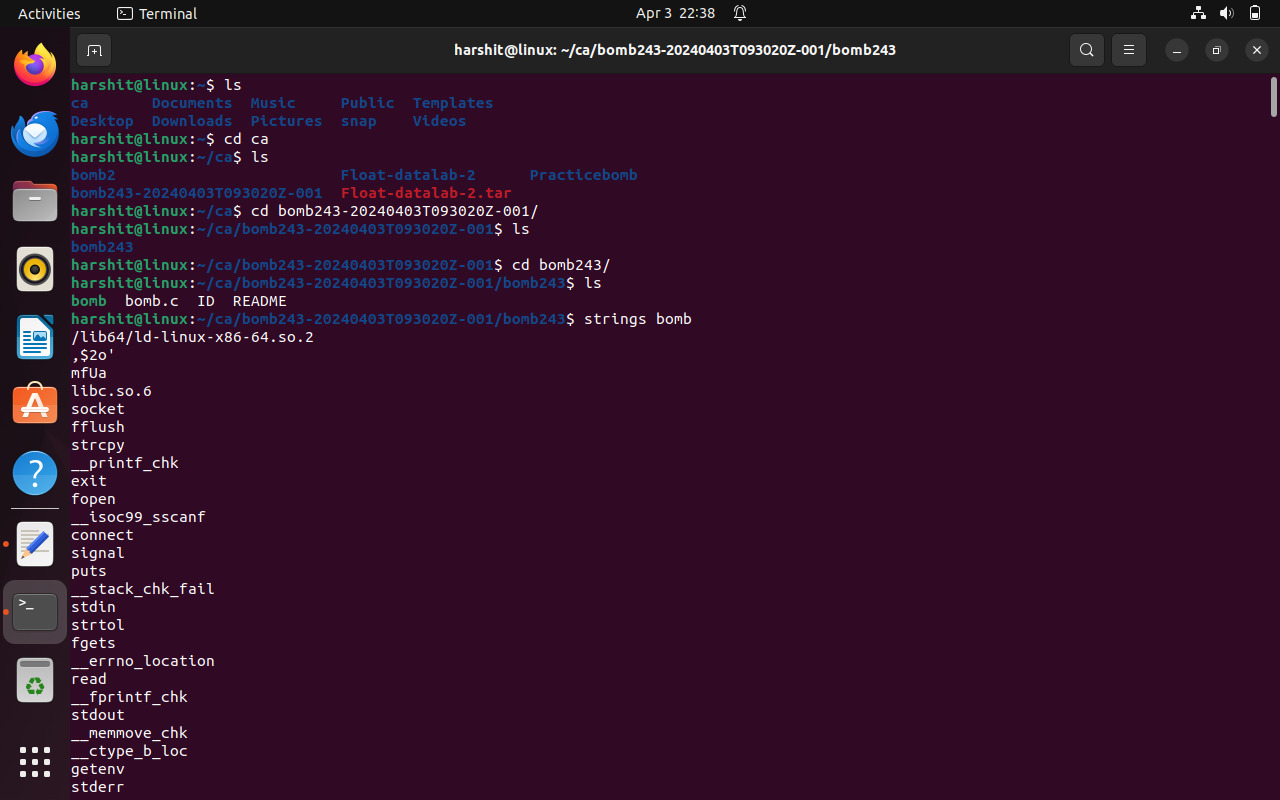 Activities Terminal Apr 3 22:38
harshit@linux: ~/ca/bomb243-20240403T093020Z-001/bomb243
harshit@linux:~$ ls
ca Documents Music Public Templates
Desktop Downloads Pictures snap Videos
harshit@linux:~$ cd ca
harshit@linux:~/ca$ ls
bomb2 Float-datalab-2 Practicebomb
bomb243-20240403T093020Z-001 Float-datalab-2.tar
harshit@linux:~/ca$ cd bomb243-20240403T093020Z-001/
harshit@linux:~/ca/bomb243-20240403T093020Z-001$ ls
bomb243
harshit@linux:~/ca/bomb243-20240403T093020Z-001$ cd bomb243/
harshit@linux:~/ca/bomb243-20240403T093020Z-001/bomb243$ ls
bomb bomb.c ID README
harshit@linux:~/ca/bomb243-20240403T093020Z-001/bomb243$ strings bomb
/lib64/ld-linux-x86-64.so.2
,$2o'
mfUa
libc.so.6
socket
fflush
strcpy
__printf_chk
exit
fopen
__isoc99_sscanf
connect
signal
puts
__stack_chk_fail
stdin
strtol
fgets
__errno_location
read
__fprintf_chk
stdout
__memmove_chk
__ctype_b_loc
getenv
stderr